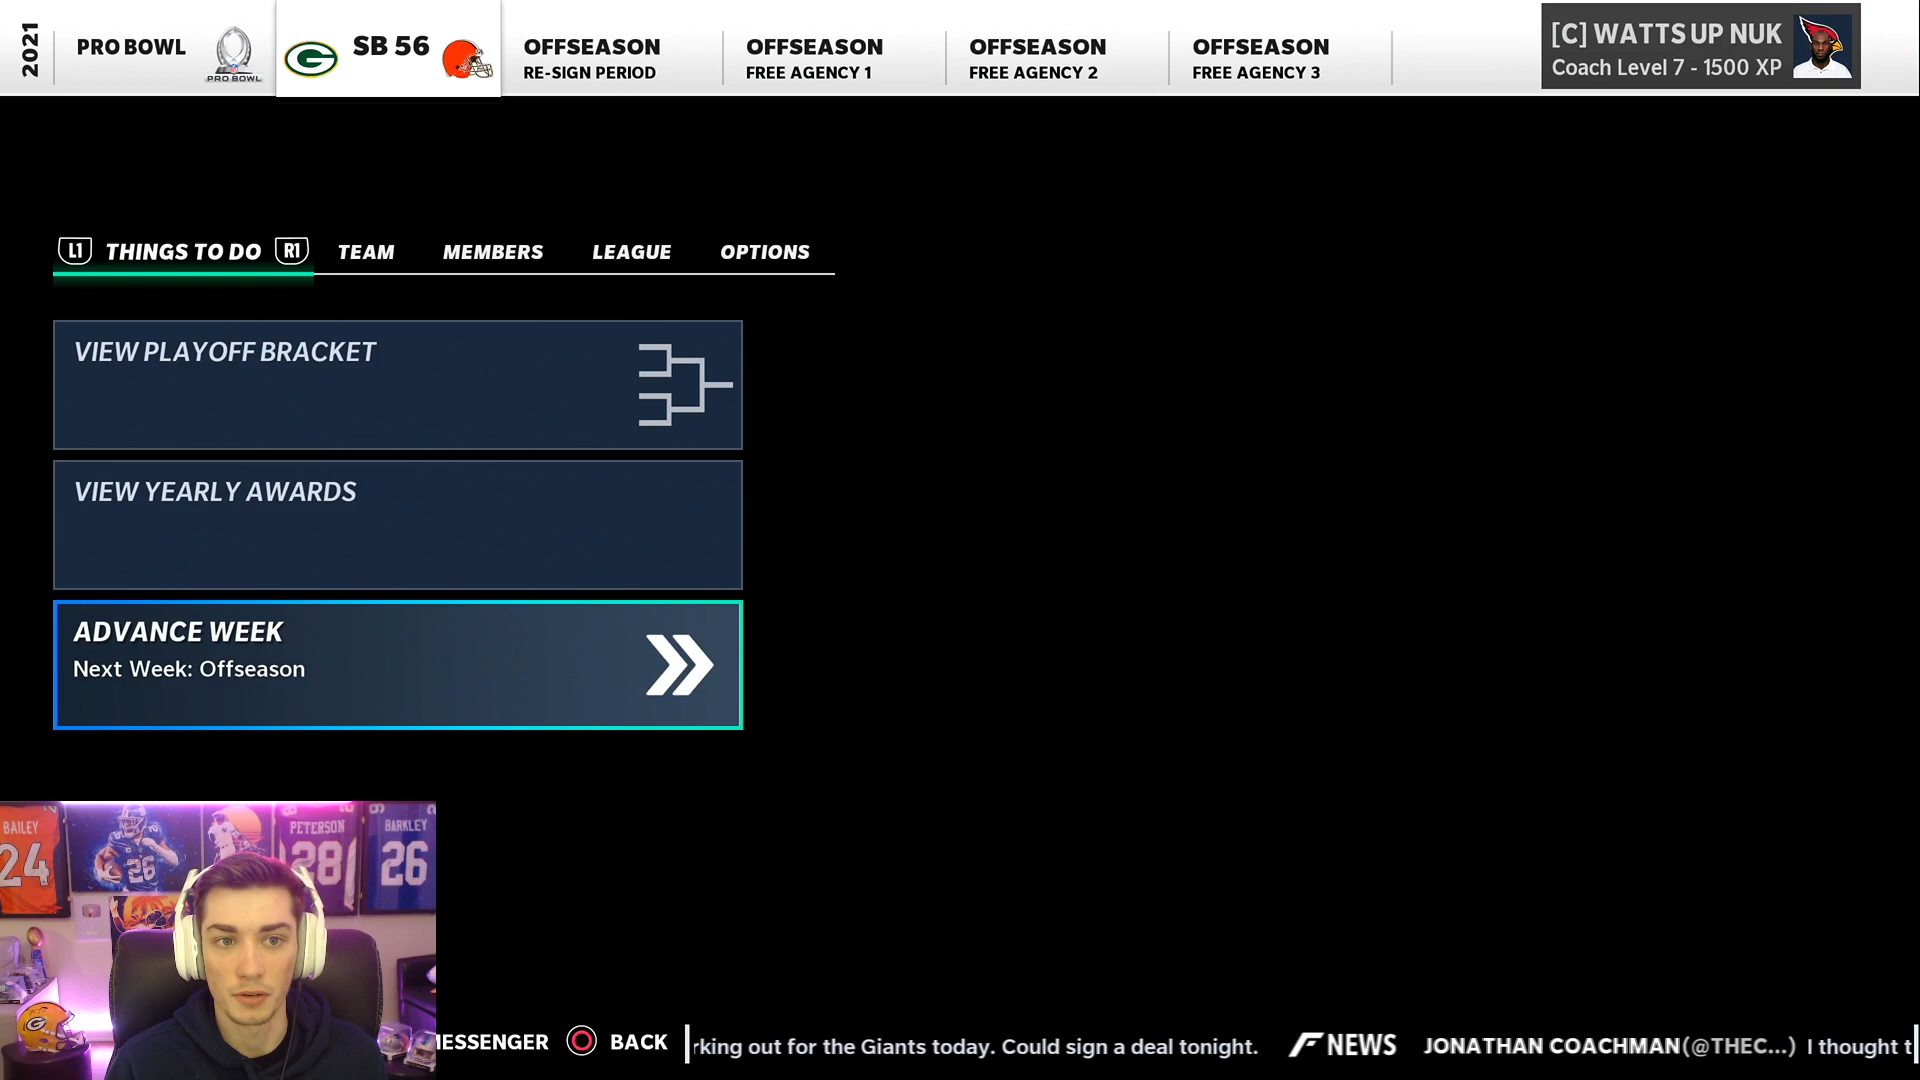 2021
PRO BOWL
PRO BOWL
SB 56
OFFSEASON
RE-SIGN PERIOD
OFFSEASON
FREE AGENCY 1
OFFSEASON
FREE AGENCY 2
OFFSEASON
FREE AGENCY 3
[C] WATTS UP NUK
Coach Level 7 - 1500 XP
L1 THINGS TO DO R1 TEAM MEMBERS LEAGUE OPTIONS
VIEW PLAYOFF BRACKET
VIEW YEARLY AWARDS
ADVANCE WEEK
Next Week: Offseason
BAILEY
24
26
PETERSON
28
BARKLEY
26
G
MESSENGER BACK
rking out for the Giants today. Could sign a deal tonight. NEWS JONATHAN COACHMAN(@THEC...) I thought t